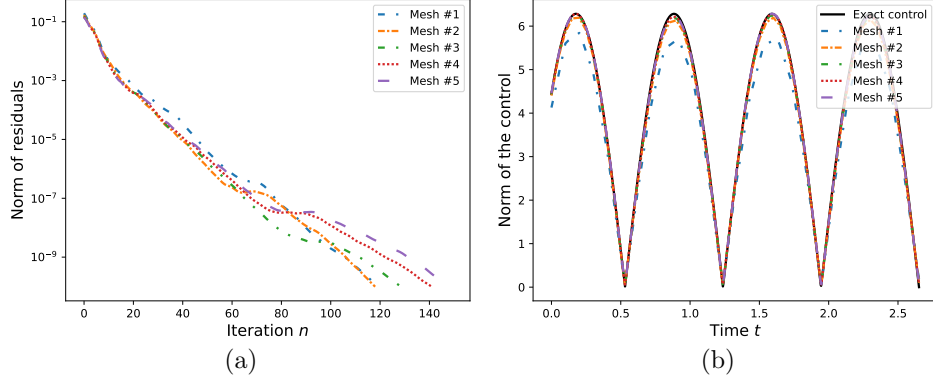 10⁻¹
10⁻³
10⁻⁵
10⁻⁷
10⁻⁹
Norm of residuals
0 20 40 60 80 100 120 140
Iteration n
Mesh #1
Mesh #2
Mesh #3
Mesh #4
Mesh #5
(a)
6
5
4
3
2
1
0
Norm of the control
0.0 0.5 1.0 1.5 2.0 2.5
Time t
Exact control
Mesh #1
Mesh #2
Mesh #3
Mesh #4
Mesh #5
(b)